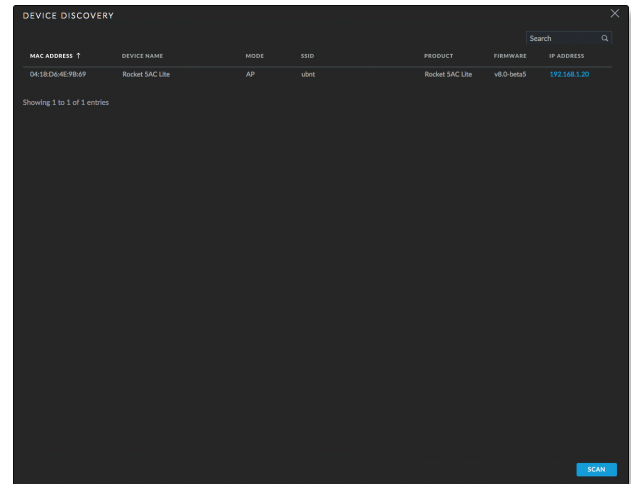 DEVICE DISCOVERY
Search
MAC ADDRESS ↑ DEVICE NAME MODE SSID PRODUCT FIRMWARE IP ADDRESS
04:18:D6:4E:9B:69 Rocket 5AC Lite AP ubnt Rocket 5AC Lite v8.0-beta5 192.168.1.20
Showing 1 to 1 of 1 entries
SCAN